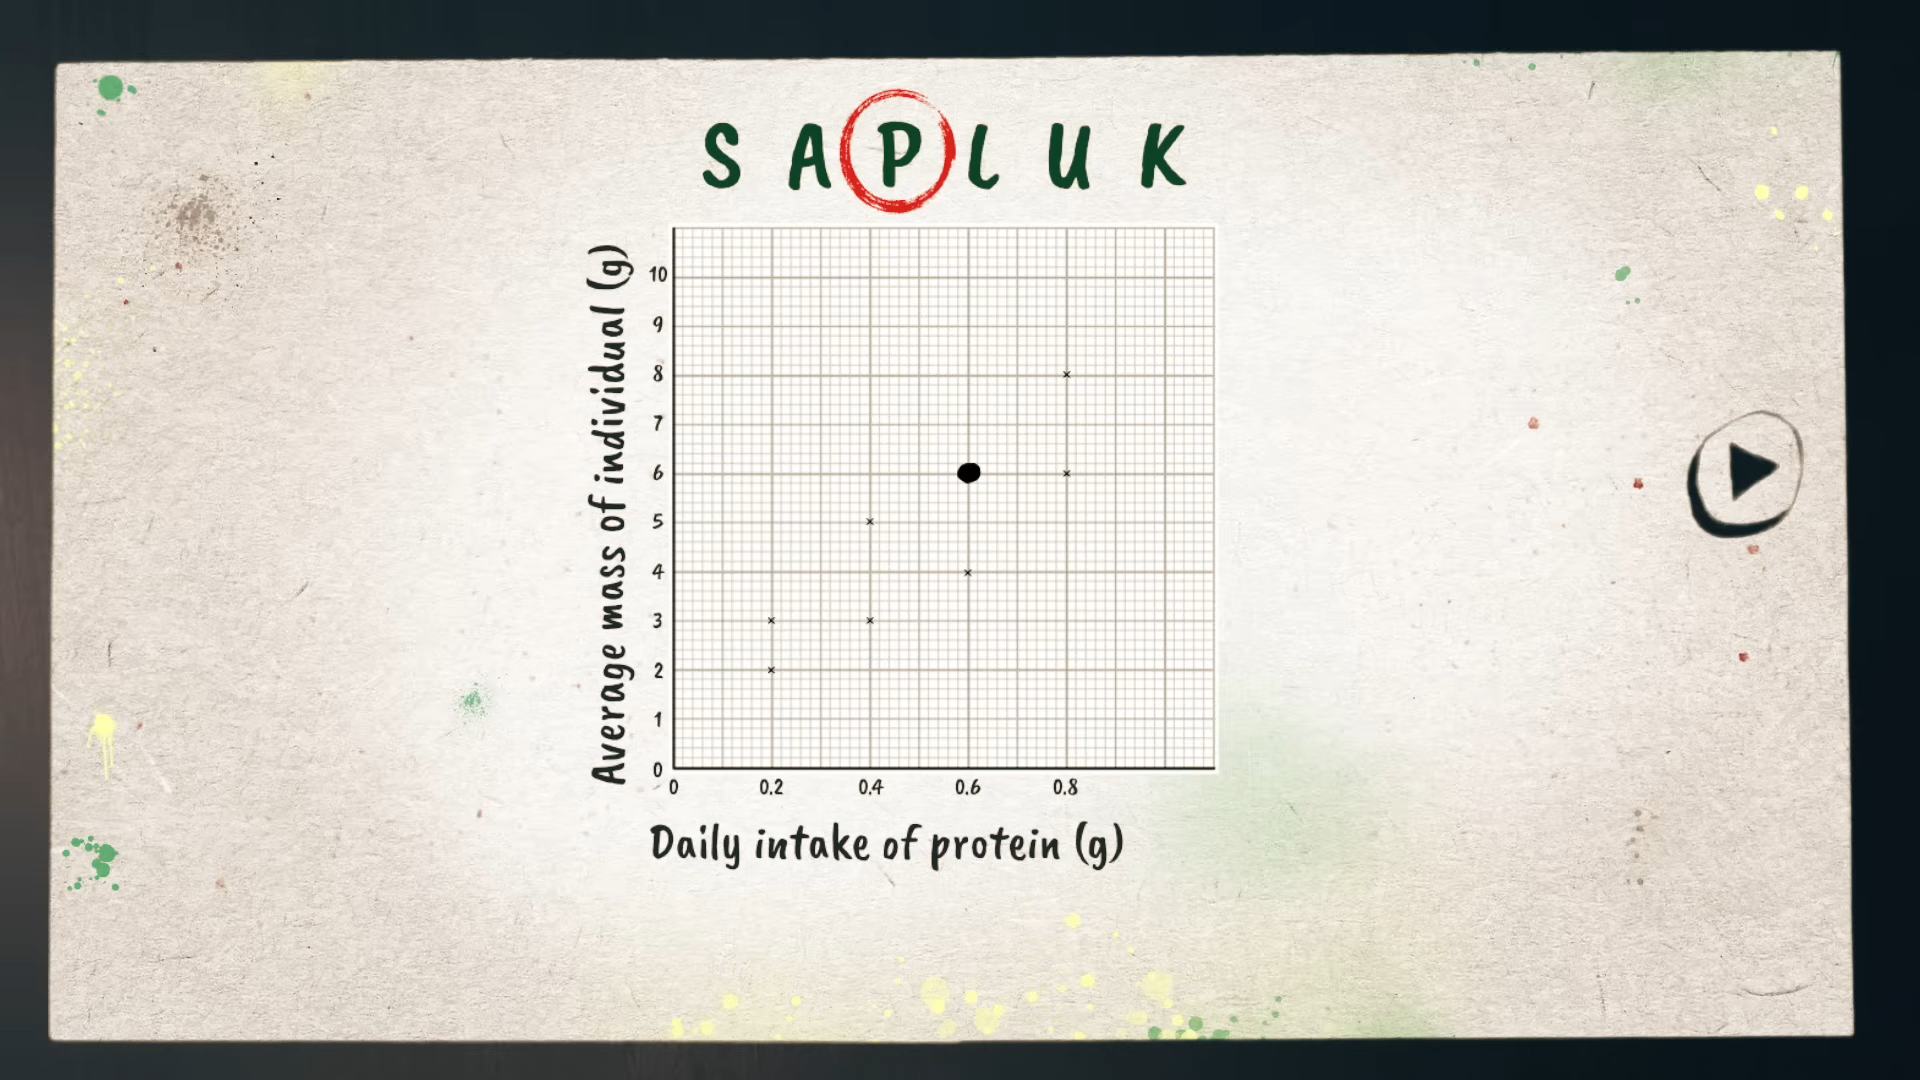 S A P L U K
Average mass of individual (g)
10
9
8
7
6
5
4
3
2
1
0
0 0.2 0.4 0.6 0.8
Daily intake of protein (g)